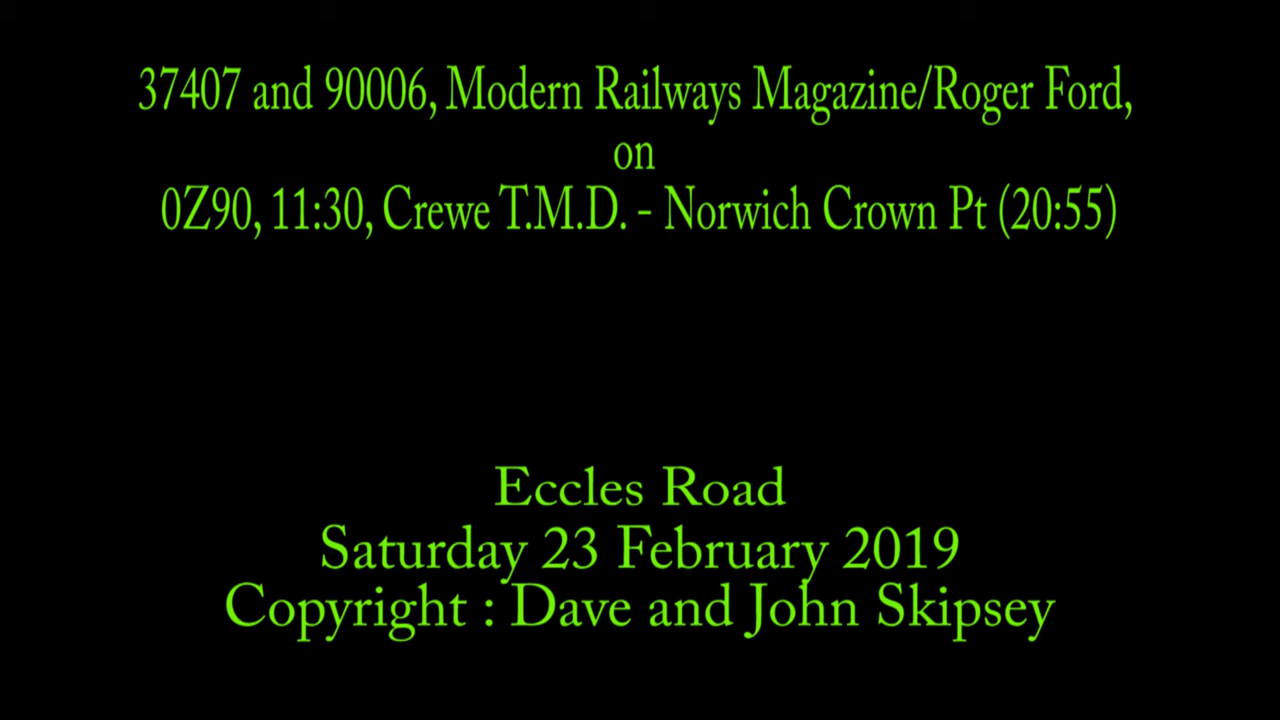 37407 and 90006, Modern Railways Magazine/Roger Ford,
on
0Z90, 11:30, Crewe T.M.D. - Norwich Crown Pt (20:55)
Eccles Road
Saturday 23 February 2019
Copyright : Dave and John Skipsey